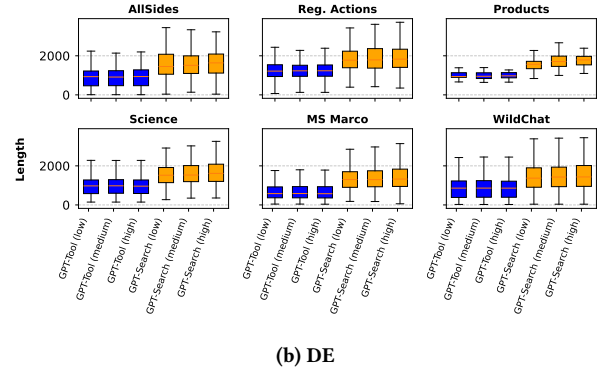 AllSides
Reg. Actions
Products
2000
0
Science
MS Marco
WildChat
Length
2000
0
GPT-Tool (low)
GPT-Tool (medium)
GPT-Tool (high)
GPT-Search (low)
GPT-Search (medium)
GPT-Search (high)
GPT-Tool (low)
GPT-Tool (medium)
GPT-Tool (high)
GPT-Search (low)
GPT-Search (medium)
GPT-Search (high)
GPT-Tool (low)
GPT-Tool (medium)
GPT-Tool (high)
GPT-Search (low)
GPT-Search (medium)
GPT-Search (high)
(b) DE